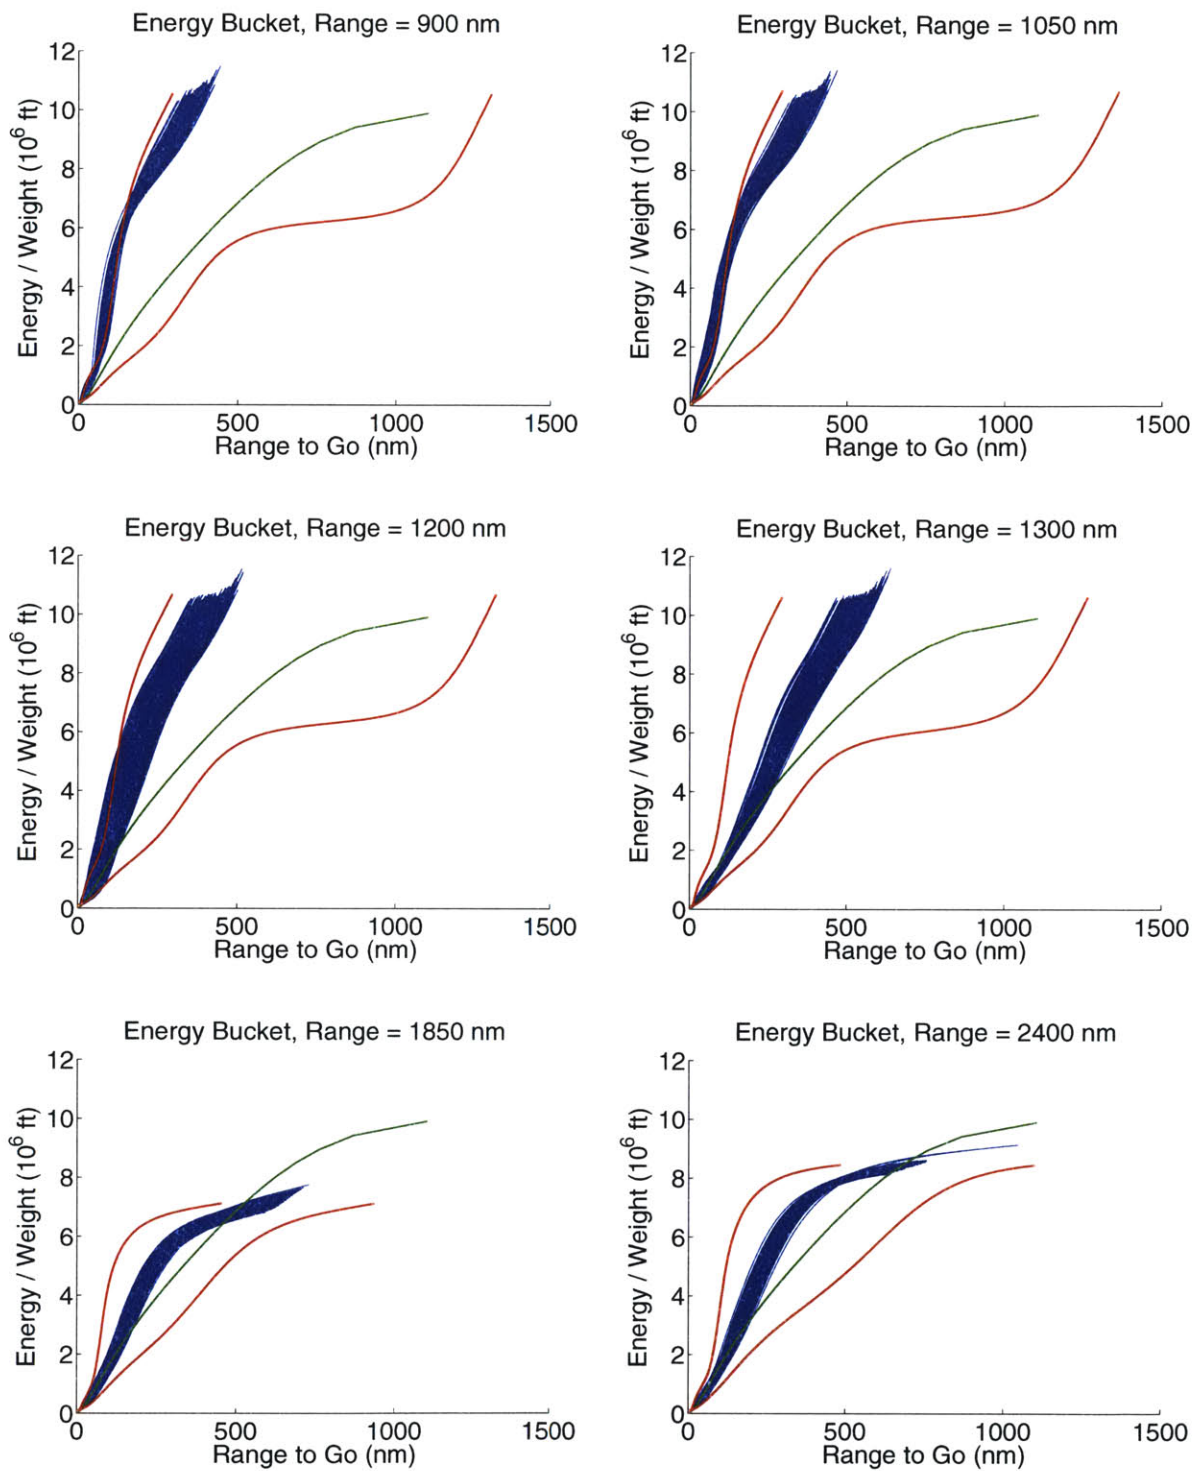 Energy Bucket, Range = 900 nm
12
10
8
6
4
2
0
Energy / Weight (10^6 ft)
0 500 1000 1500
Range to Go (nm)
Energy Bucket, Range = 1050 nm
12
10
8
6
4
2
0
Energy / Weight (10^6 ft)
0 500 1000 1500
Range to Go (nm)
Energy Bucket, Range = 1200 nm
12
10
8
6
4
2
0
Energy / Weight (10^6 ft)
0 500 1000 1500
Range to Go (nm)
Energy Bucket, Range = 1300 nm
12
10
8
6
4
2
0
Energy / Weight (10^6 ft)
0 500 1000 1500
Range to Go (nm)
Energy Bucket, Range = 1850 nm
12
10
8
6
4
2
0
Energy / Weight (10^6 ft)
0 500 1000 1500
Range to Go (nm)
Energy Bucket, Range = 2400 nm
12
10
8
6
4
2
0
Energy / Weight (10^6 ft)
0 500 1000 1500
Range to Go (nm)